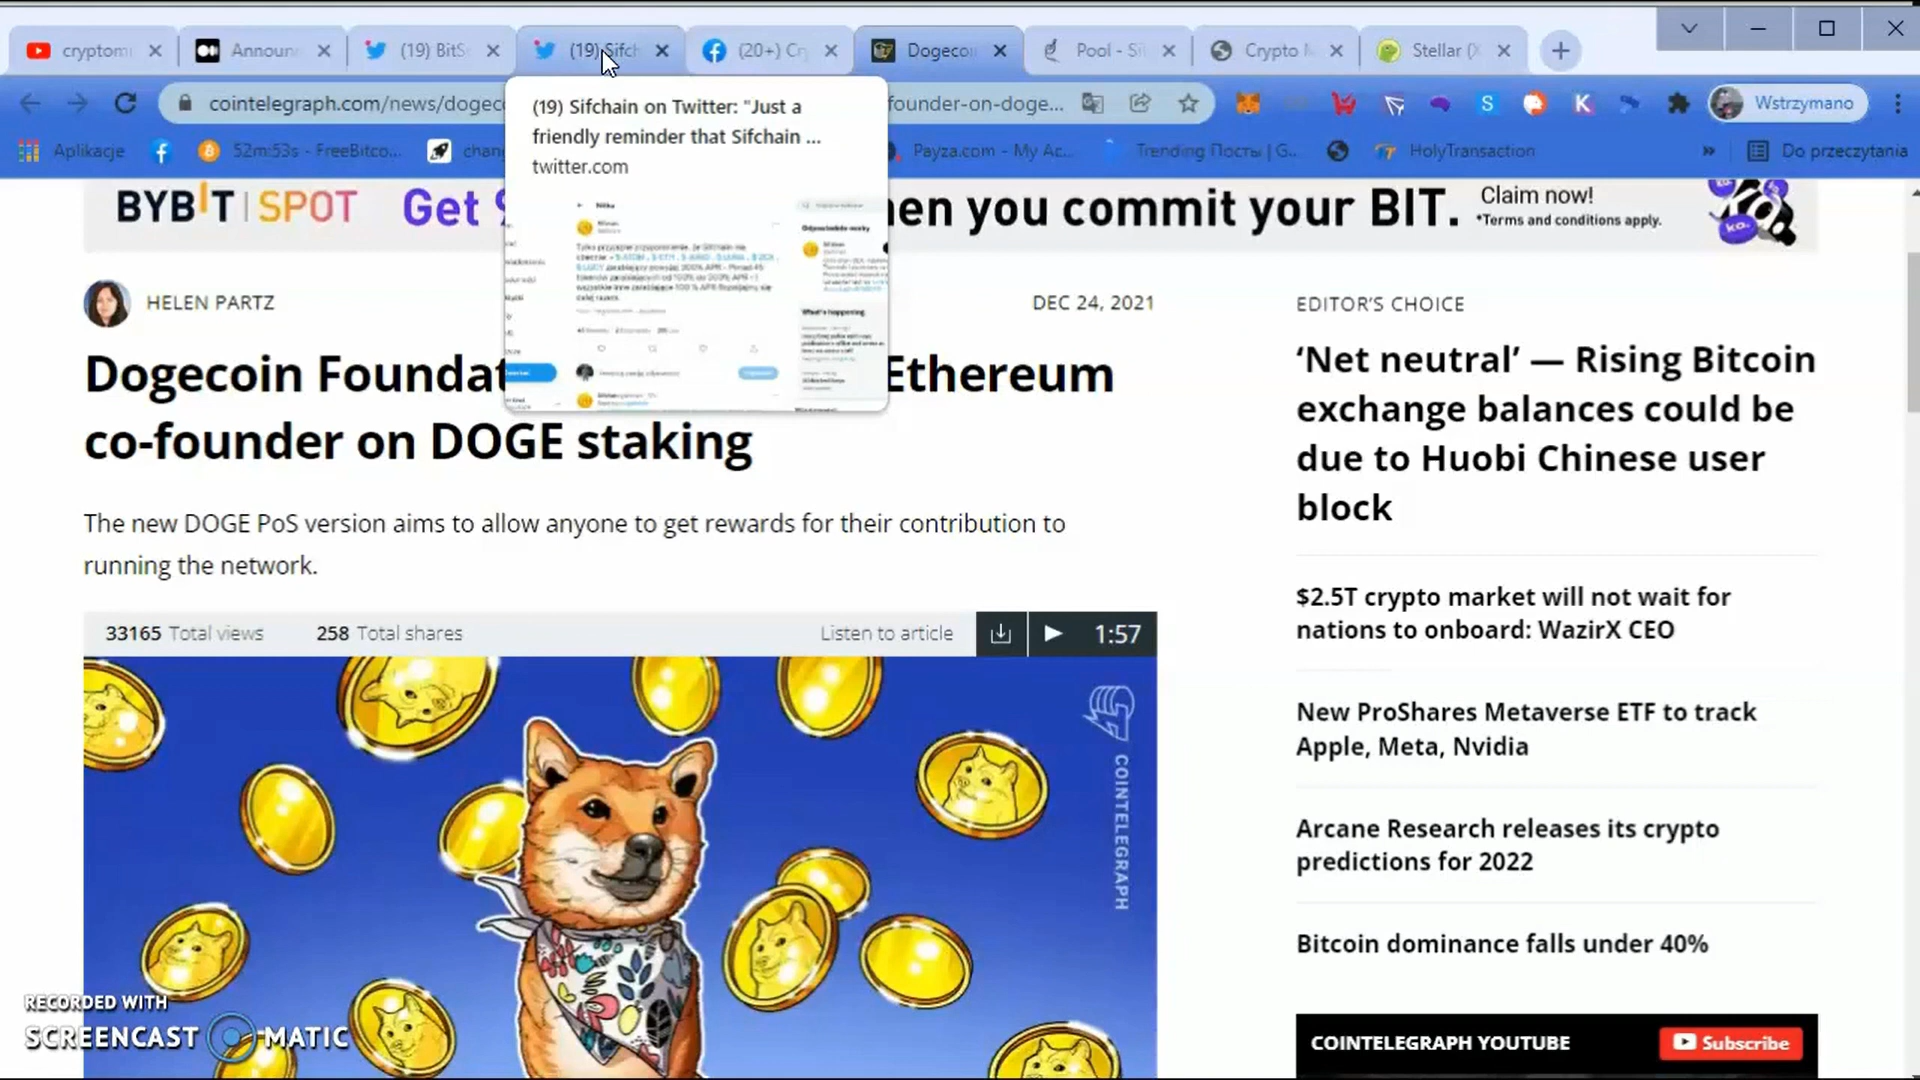 cryptom
Announ
(19) BitS
(19) Sifch
(20+) Cr
Dogecoi
Pool - Si
Crypto
Stellar (X
cointelegraph.com/news/dogec
founder-on-doge...
Wstrzymano
Aplikacje
52m:53s - FreeBitco...
chan
Payza.com - My Ac...
Trending Посты | G...
HolyTransaction
»
Do przeczytania
(19) Sifchain on Twitter: "Just a
friendly reminder that Sifchain ...
twitter.com
BYBIT | SPOT
Get
hen you commit your BIT.
Claim now!
*Terms and conditions apply.
HELEN PARTZ
DEC 24, 2021
Dogecoin Foundat
Ethereum
co-founder on DOGE staking
The new DOGE PoS version aims to allow anyone to get rewards for their contribution to
running the network.
33165 Total views
258 Total shares
Listen to article
1:57
COINTELEGRAPH
EDITOR'S CHOICE
‘Net neutral’ — Rising Bitcoin
exchange balances could be
due to Huobi Chinese user
block
$2.5T crypto market will not wait for
nations to onboard: WazirX CEO
New ProShares Metaverse ETF to track
Apple, Meta, Nvidia
Arcane Research releases its crypto
predictions for 2022
Bitcoin dominance falls under 40%
COINTELEGRAPH YOUTUBE
Subscribe
RECORDED WITH
SCREENCAST MATIC